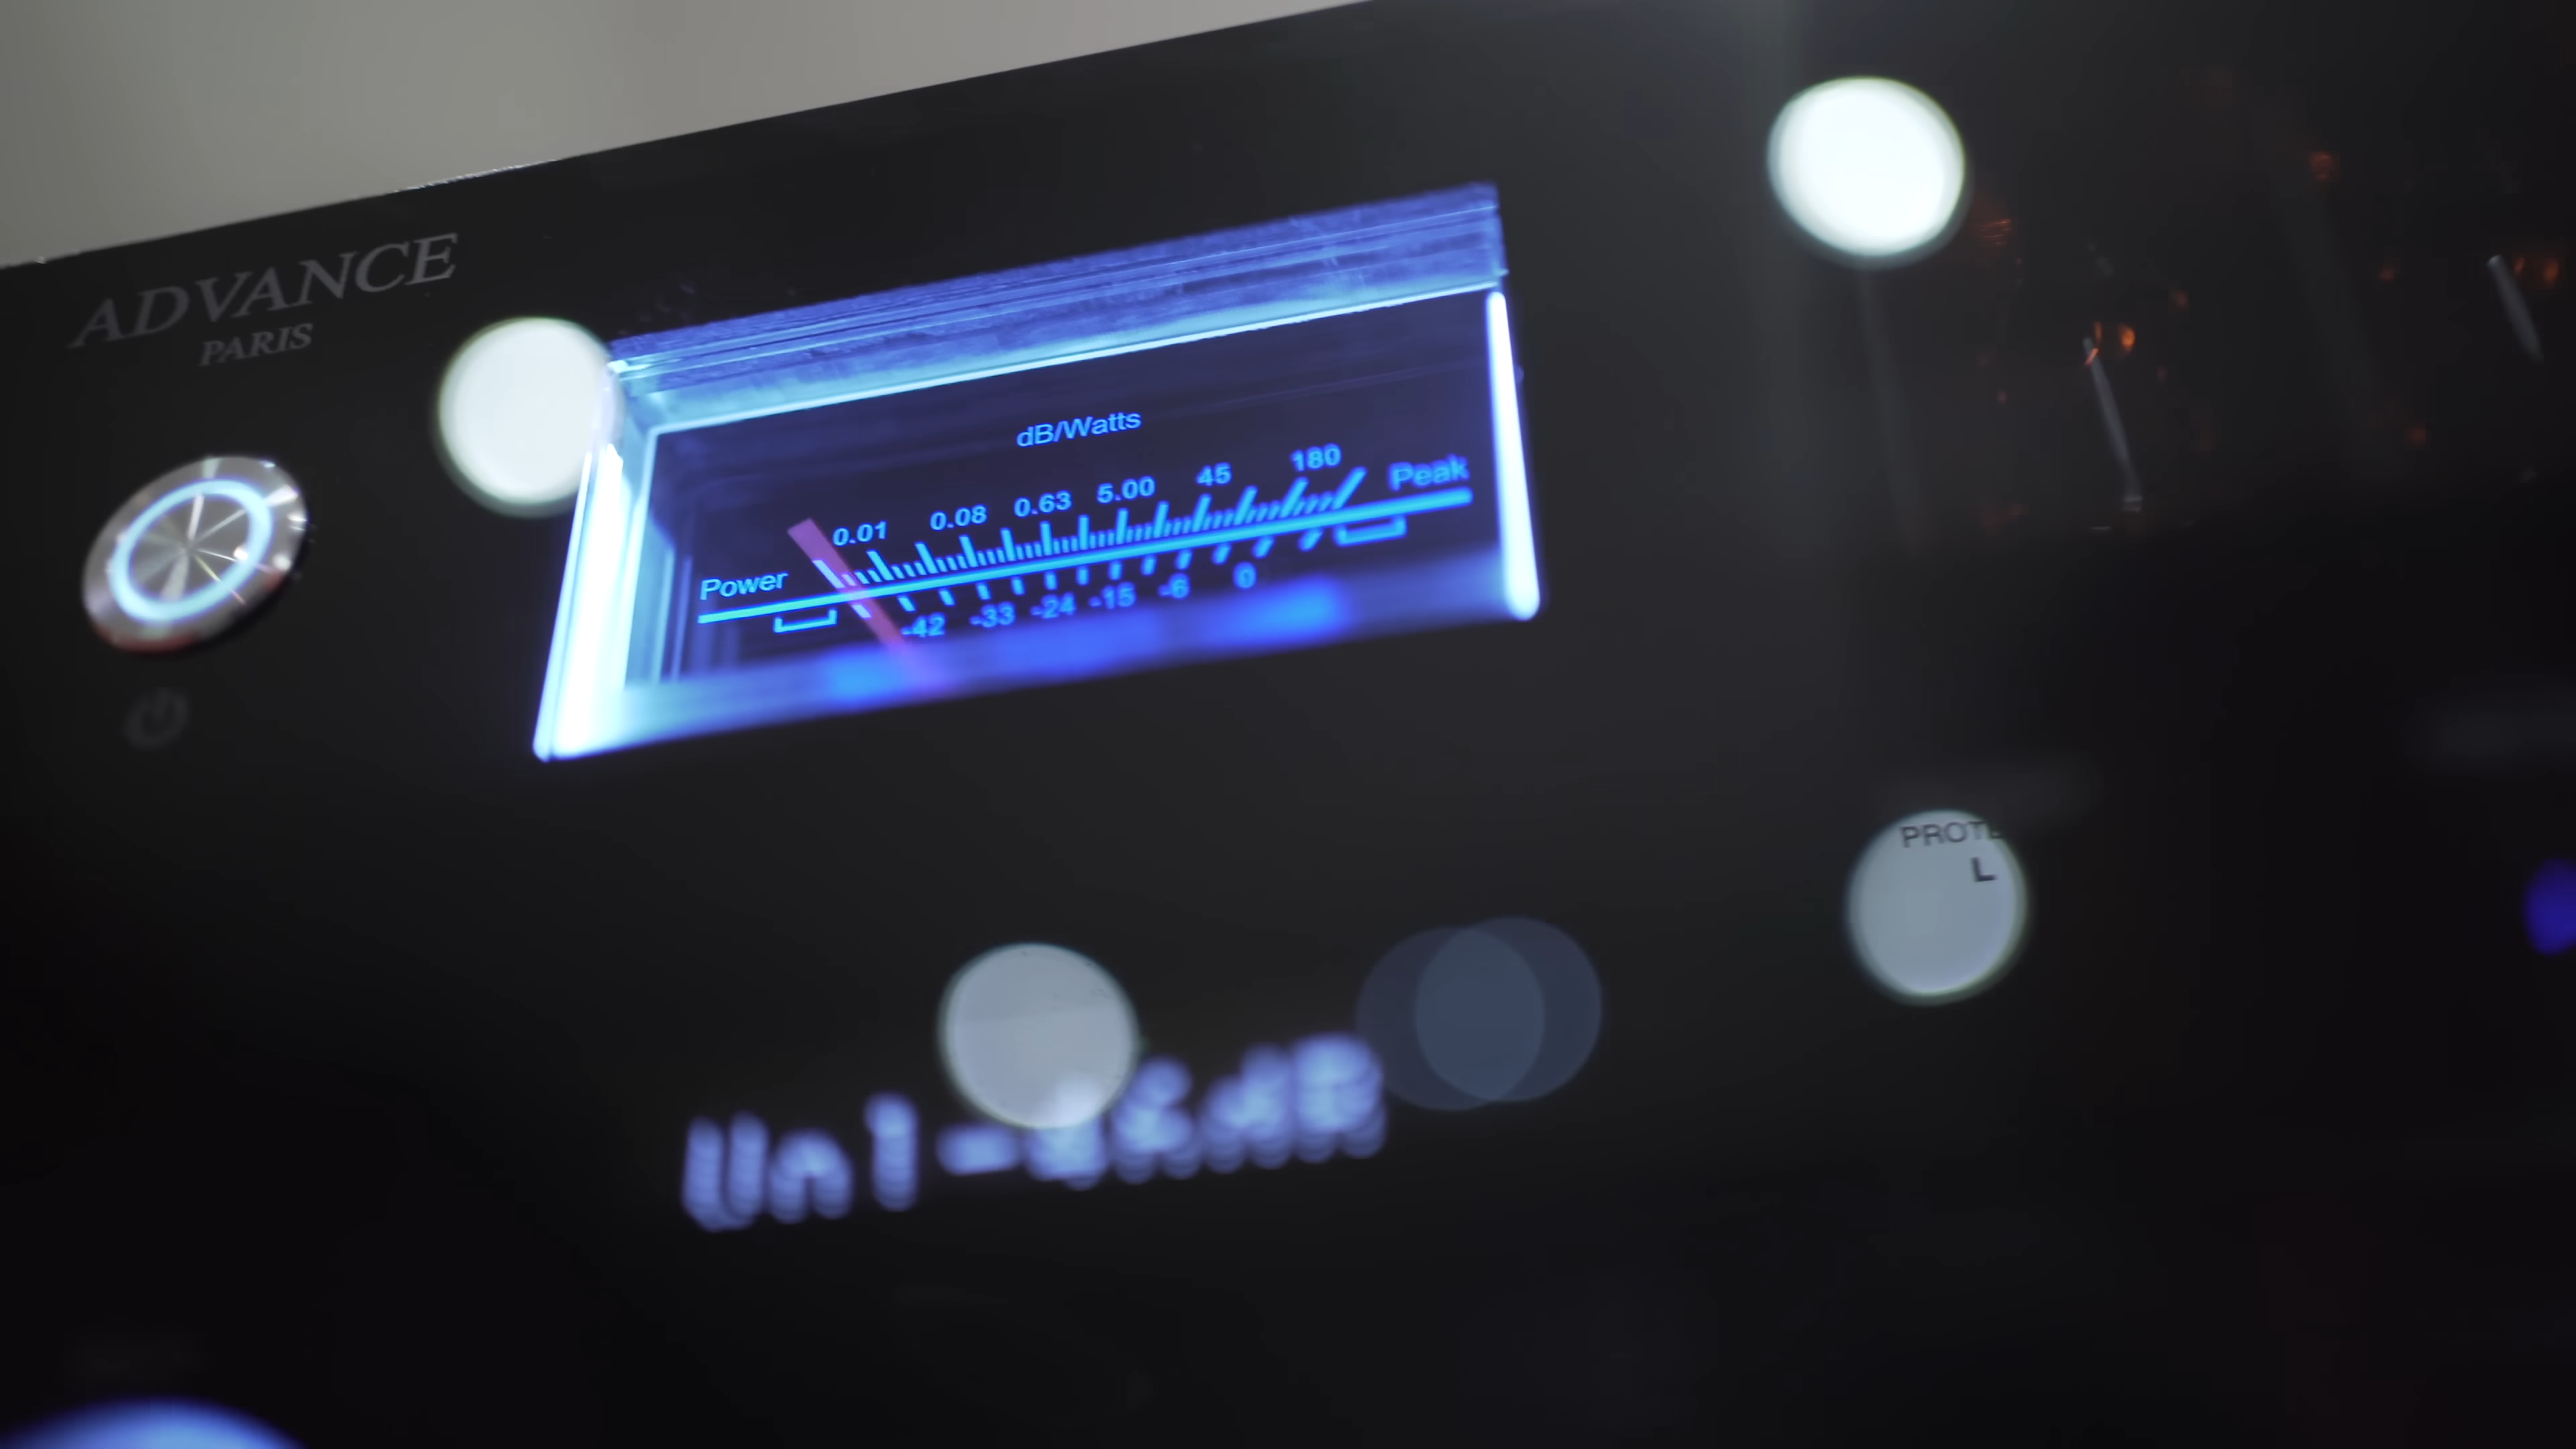 ADVANCE
PARIS
dB/Watts
0.01 0.08 0.63 5.00 45 180
Power Peak
-42 -33 -24 -15 -6 0
PROTE
L